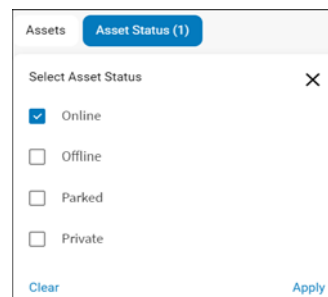 Assets Asset Status (1)
Select Asset Status
Online
Offline
Parked
Private
Clear Apply